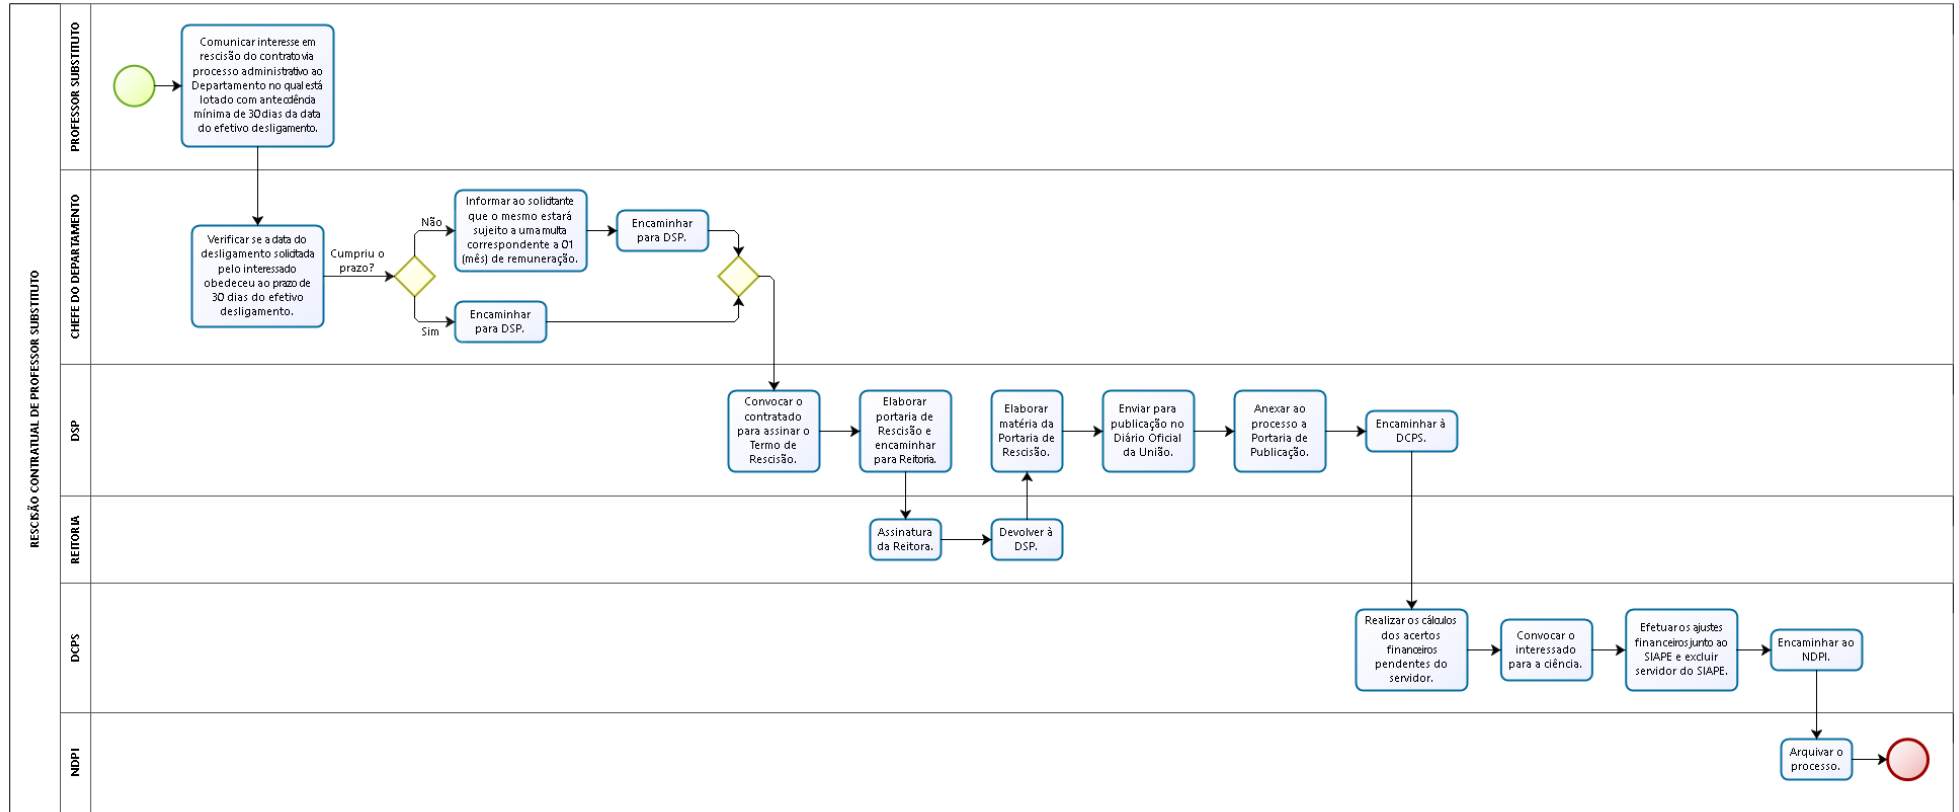 RESCISÃO CONTRATUAL DE PROFESSOR SUBSTITUTO
PROFESSOR SUBSTITUTO
Comunicar interesse em
rescisão do contrato via
processo administrativo ao
Departamento no qual está
lotado com antecdência
mínima de 30 dias da data
do efetivo desligamento.
CHEFE DO DEPARTAMENTO
Verificar se a data do
desligamento solicitada
pelo interessado
obedeceu ao prazo de
30 dias do efetivo
desligamento.
Cumpriu o
prazo?
Não
Informar ao solicitante
que o mesmo estará
sujeito a uma multa
correspondente a 01
(mês) de remuneração.
Encaminhar
para DSP.
Sim
Encaminhar
para DSP.
DSP
Convocar o
contratado
para assinar o
Termo de
Rescisão.
Elaborar
portaria de
Rescisão e
encaminhar
para Reitoria.
Elaborar
matéria da
Portaria de
Rescisão.
Enviar para
publicação no
Diário Oficial
da União.
Anexar ao
processo a
Portaria de
Publicação.
Encaminhar à
DCPS.
REITORIA
Assinatura
da Reitora.
Devolver à
DSP.
DCPS
Realizar os cálculos
dos acertos
financeiros
pendentes do
servidor.
Convocar o
interessado
para a ciência.
Efetuar os ajustes
financeiros junto ao
SIAPE e excluir
servidor do SIAPE.
Encaminhar ao
NDPI.
NDPI
Arquivar o
processo.